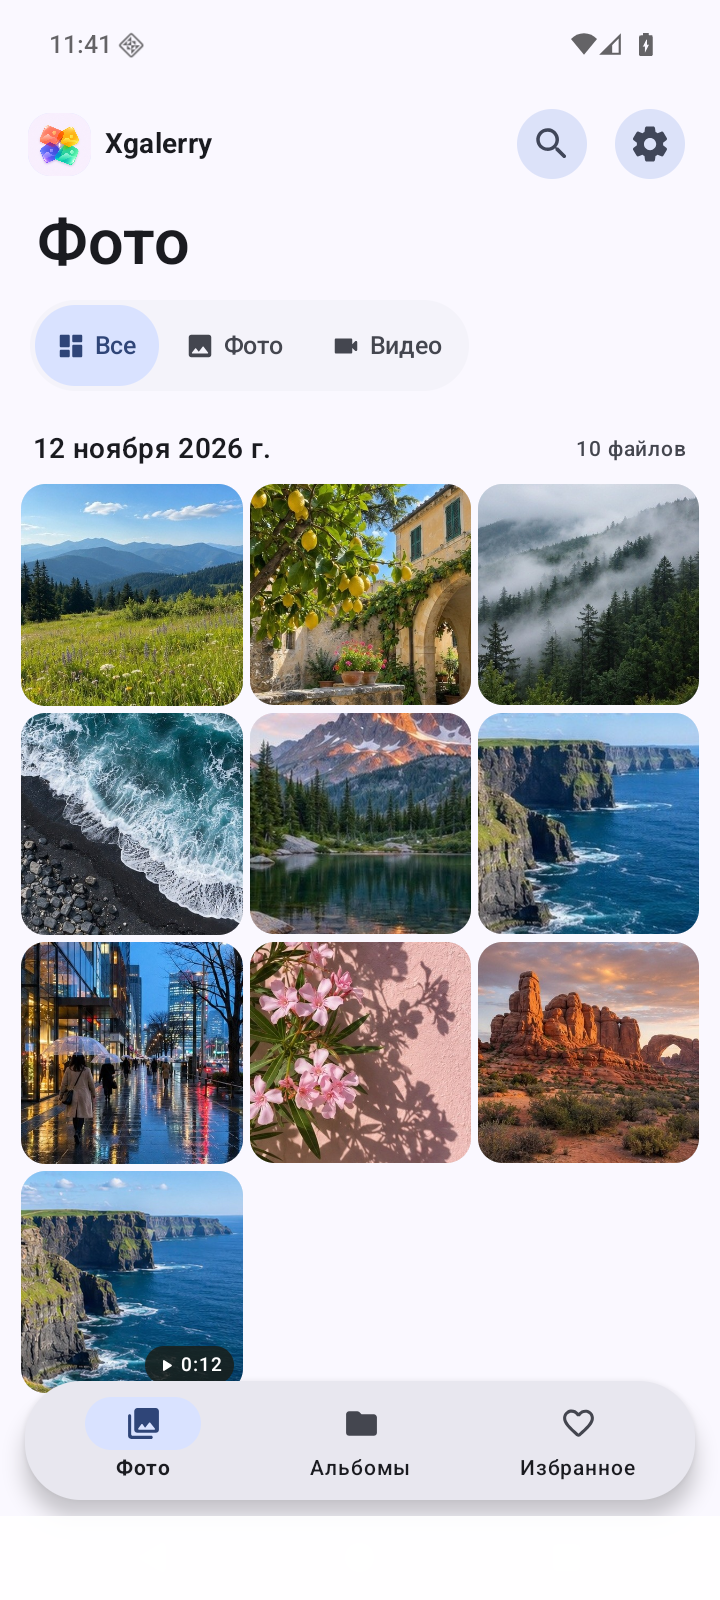 11:41
Xgalerry
Фото
Все
Фото
Видео
12 ноября 2026 г.
10 файлов
0:12
Фото
Альбомы
Избранное